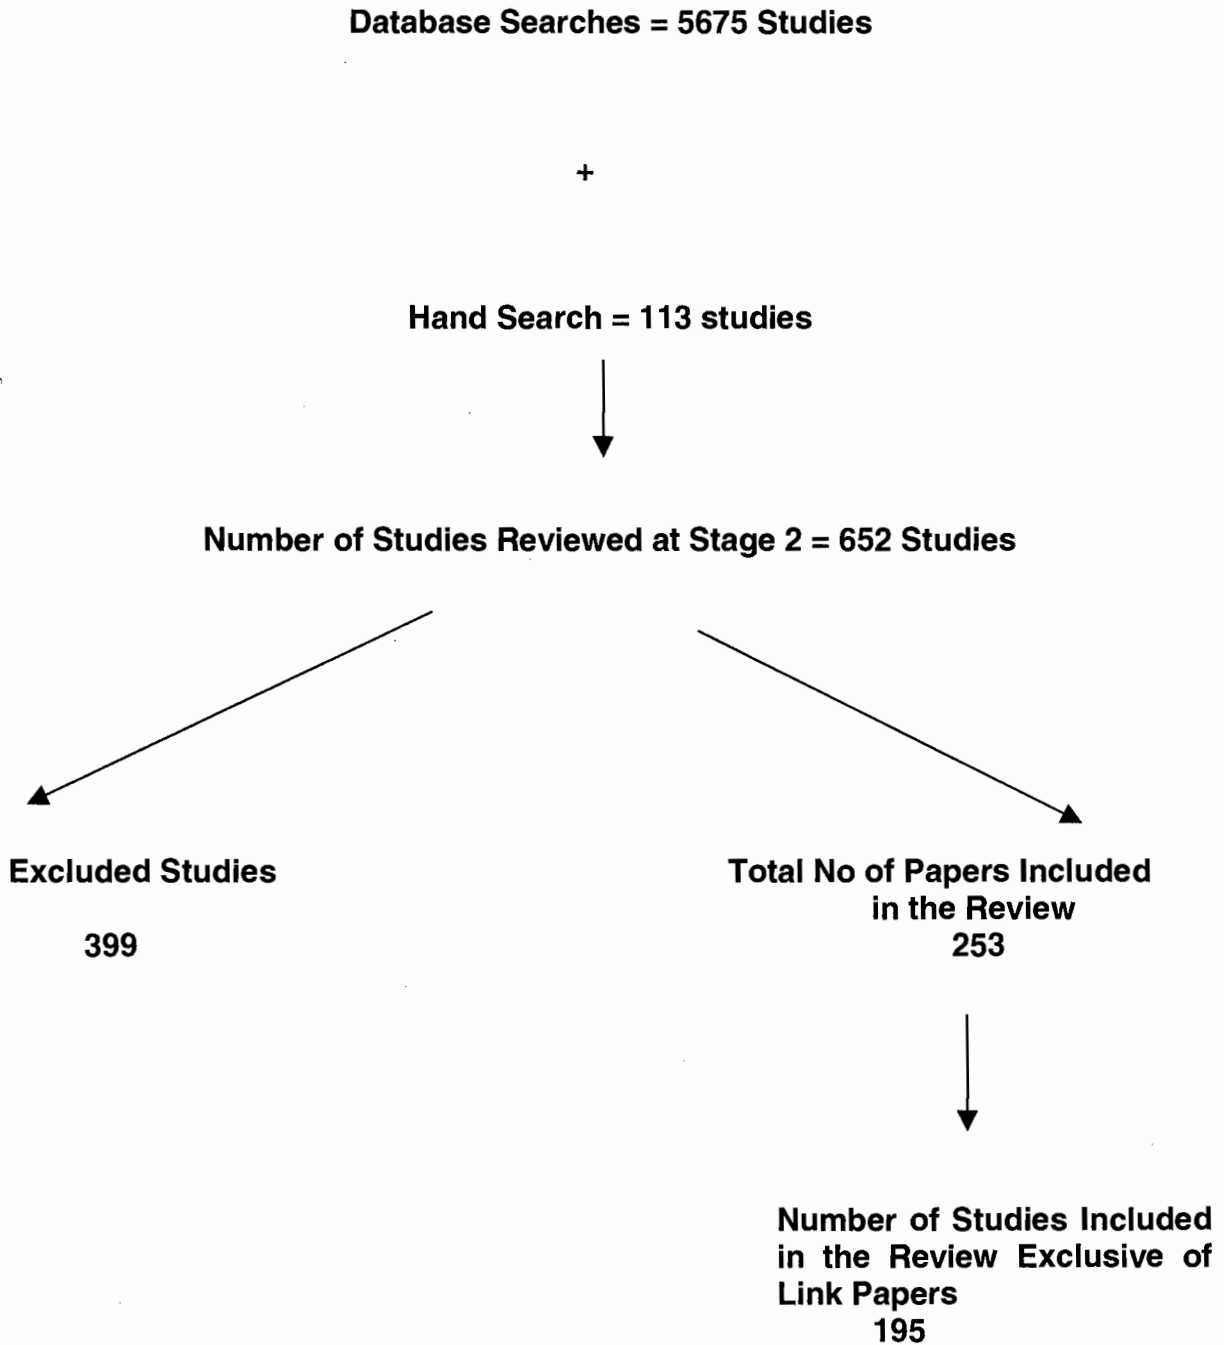 Database Searches = 5675 Studies
+
Hand Search = 113 studies
Number of Studies Reviewed at Stage 2 = 652 Studies
Excluded Studies
399
Total No of Papers Included
in the Review
253
Number of Studies Included
in the Review Exclusive of
Link Papers
195